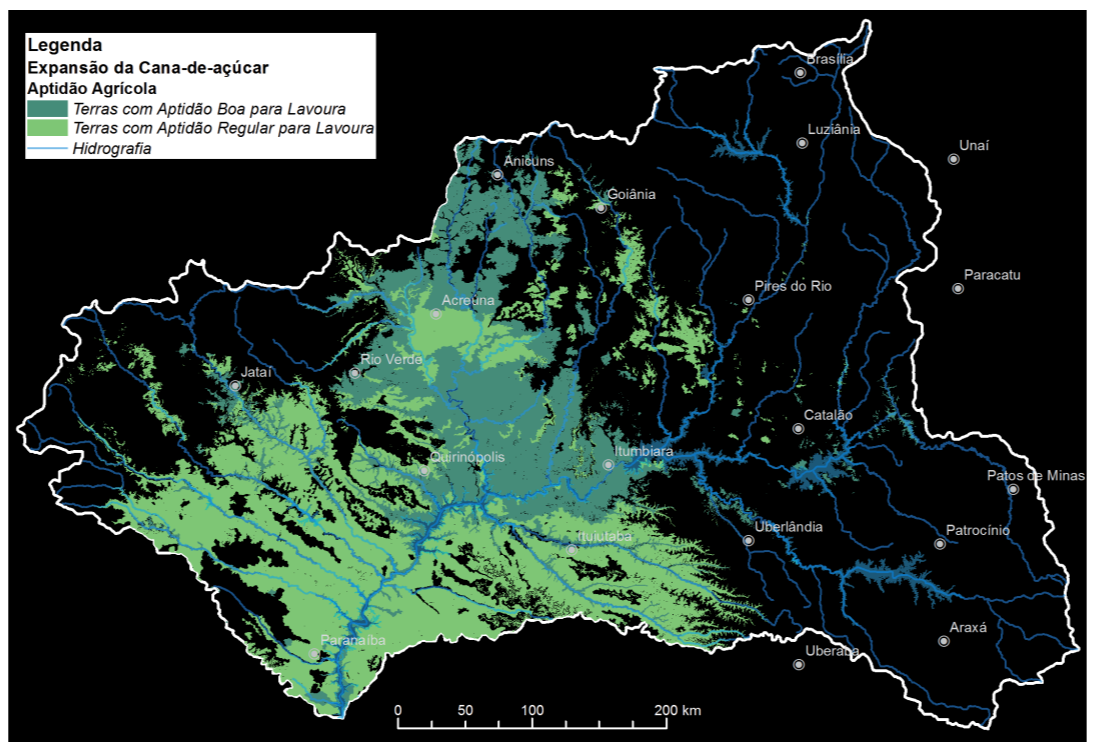 Legenda
Expansão da Cana-de-açúcar
Aptidão Agrícola
Terras com Aptidão Boa para Lavoura
Terras com Aptidão Regular para Lavoura
Hidrografia
Brasília
Luziânia
Unaí
Anicuns
Goiânia
Paracatu
Pires do Rio
Acreúna
Rio Verde
Jataí
Catalão
Itumbiara
Quirinópolis
Patos de Minas
Uberlândia
Patrocínio
Ituiutaba
Araxá
Paranaíba
Uberaba
0 50 100 200 km